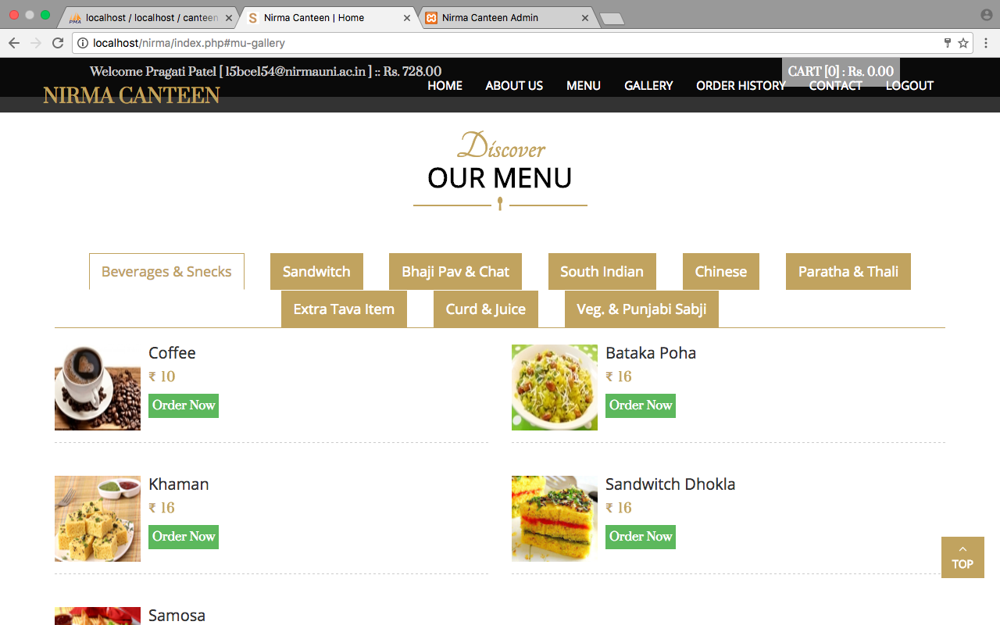 localhost / localhost / canteen
Nirma Canteen | Home
Nirma Canteen Admin
localhost/nirma/index.php#mu-gallery
Welcome Pragati Patel [ 15bce154@nirmauni.ac.in ] :: Rs. 728.00
CART [0] : Rs. 0.00
NIRMA CANTEEN
HOME ABOUT US MENU GALLERY ORDER HISTORY CONTACT LOGOUT
Discover
OUR MENU
Beverages & Snecks Sandwitch Bhaji Pav & Chat South Indian Chinese Paratha & Thali
Extra Tava Item Curd & Juice Veg. & Punjabi Sabji
Coffee
₹ 10
Order Now
Bataka Poha
₹ 16
Order Now
Khaman
₹ 16
Order Now
Sandwitch Dhokla
₹ 16
Order Now
TOP
Samosa